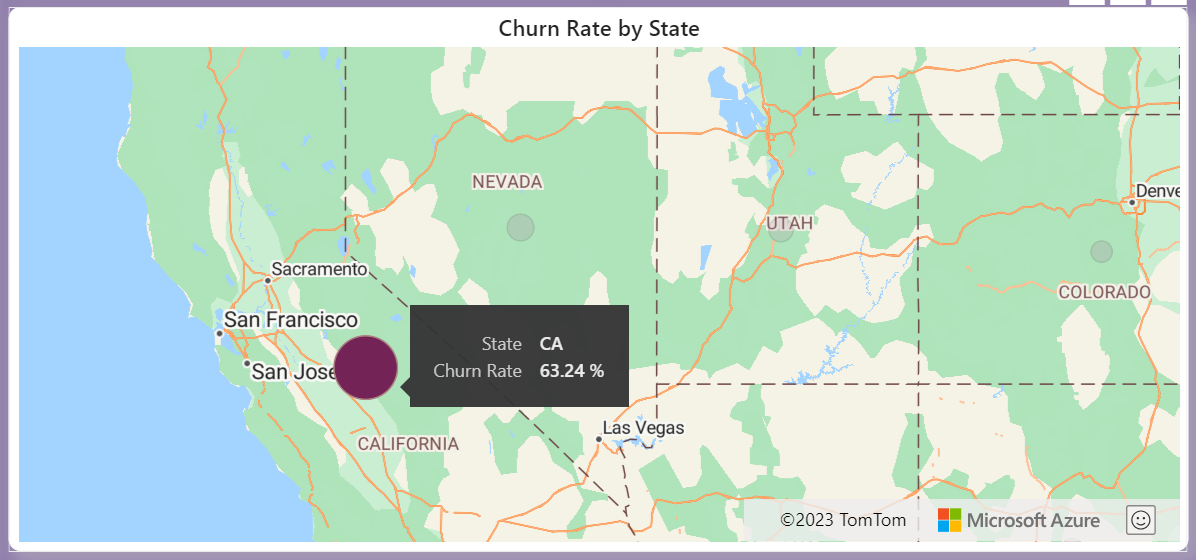 Churn Rate by State
NEVADA
Denve
UTAH
Sacramento
COLORADO
San Francisco
State CA
Churn Rate 63.24 %
San Jose
Las Vegas
CALIFORNIA
©2023 TomTom Microsoft Azure